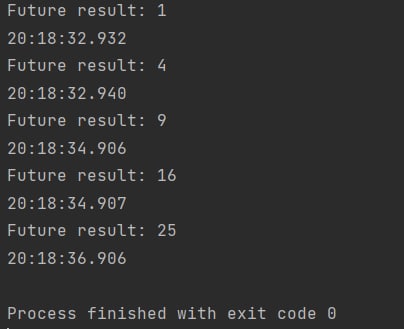 Future result: 1
20:18:32.932
Future result: 4
20:18:32.940
Future result: 9
20:18:34.906
Future result: 16
20:18:34.907
Future result: 25
20:18:36.906
Process finished with exit code 0